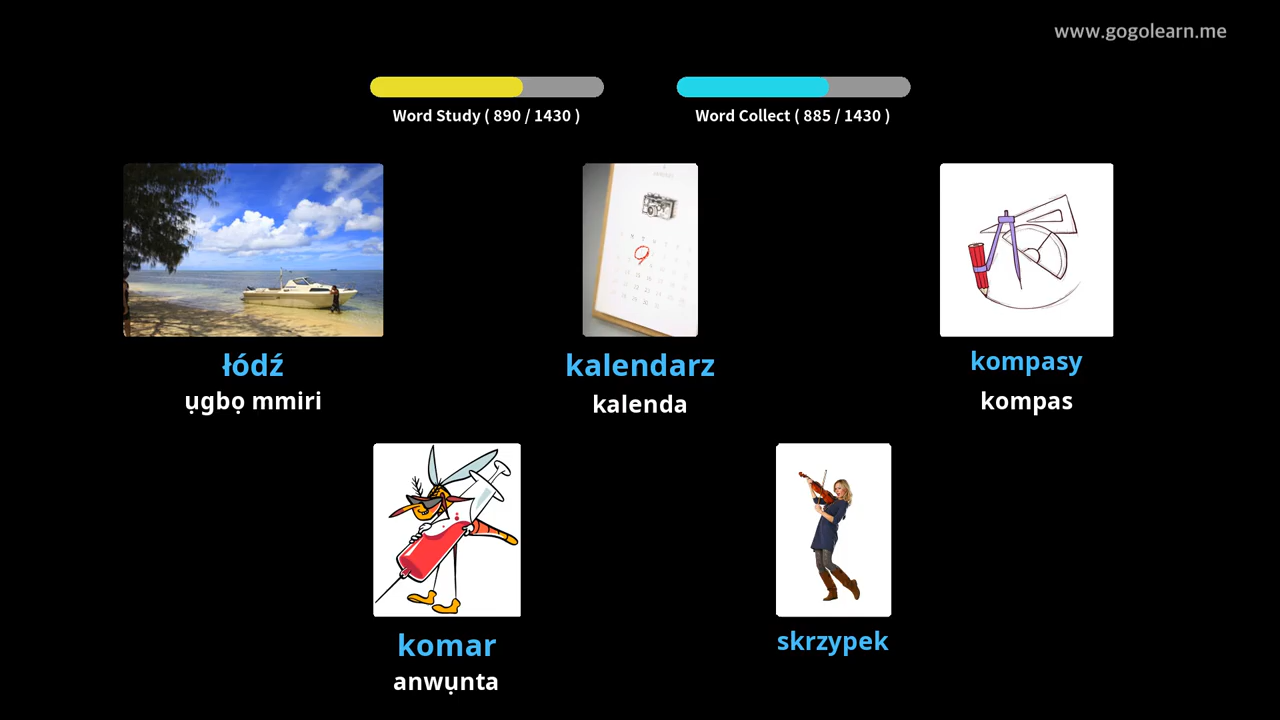 www.gogolearn.me
Word Study ( 890 / 1430 )
Word Collect ( 885 / 1430 )
łódź
ụgbọ mmiri
kalendarz
kalenda
kompasy
kompas
komar
anwụnta
skrzypek